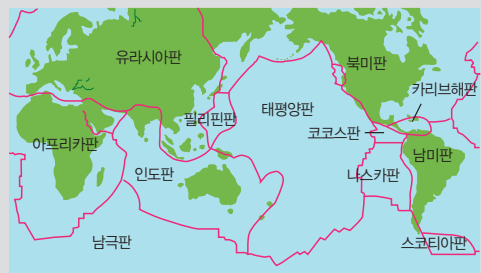 유라시아판
북미판
카리브해판
태평양판
필리핀판
코코스판
아프리카판
남미판
인도판
나스카판
남극판
스코티아판